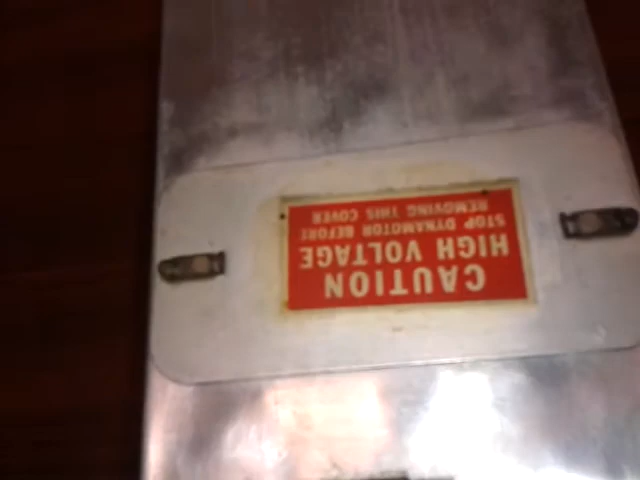 CAUTION
HIGH VOLTAGE
STOP DYNAMOTOR BEFORE
REMOVING THIS COVER